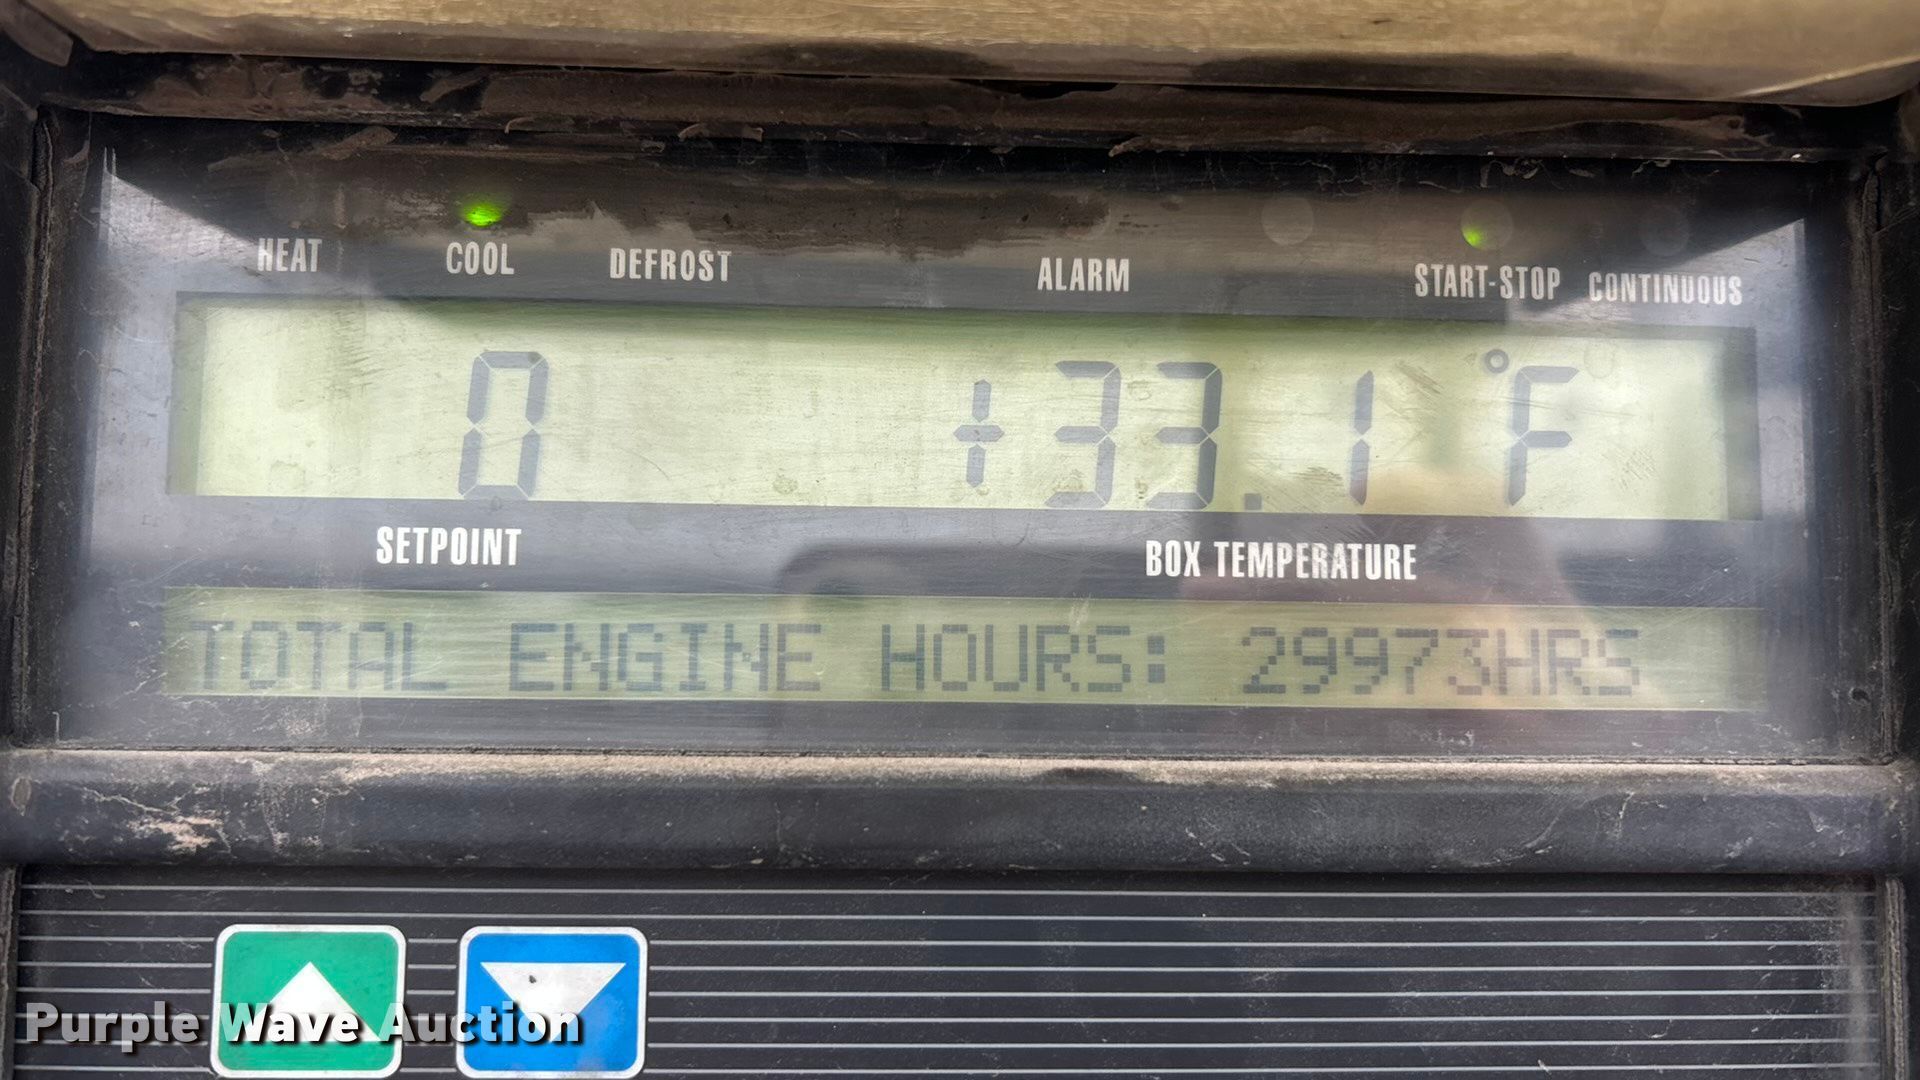 HEAT COOL DEFROST ALARM START-STOP CONTINUOUS
0 +33.1 °F
SETPOINT BOX TEMPERATURE
TOTAL ENGINE HOURS: 29973HRS
Purple Wave Auction